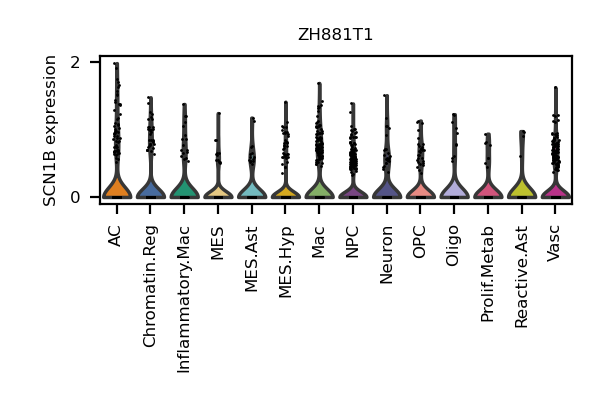 ZH881T1
SCN1B expression
2
0
AC
Chromatin.Reg
Inflammatory.Mac
MES
MES.Ast
MES.Hyp
Mac
NPC
Neuron
OPC
Oligo
Prolif.Metab
Reactive.Ast
Vasc